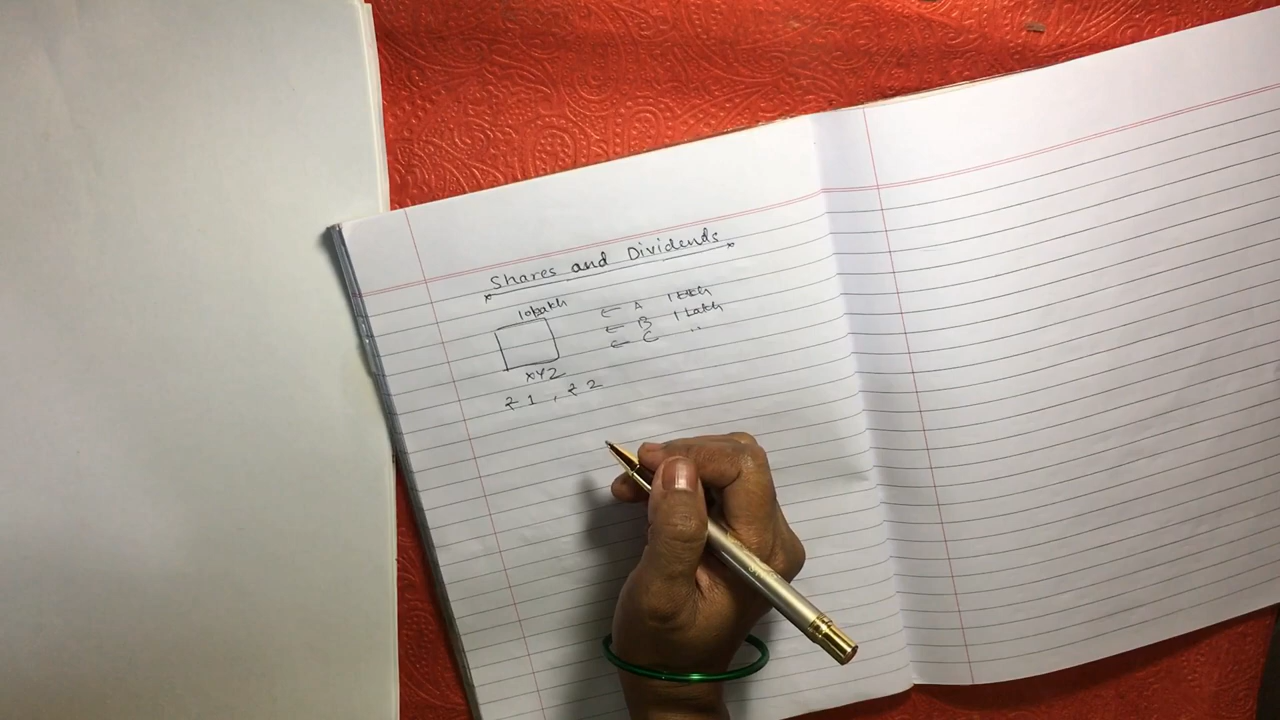 Shares and Dividends
10 Lakh
← A 1 Lakh
← B 1 Lakh
← C "
XYZ
₹ 1 , ₹ 2